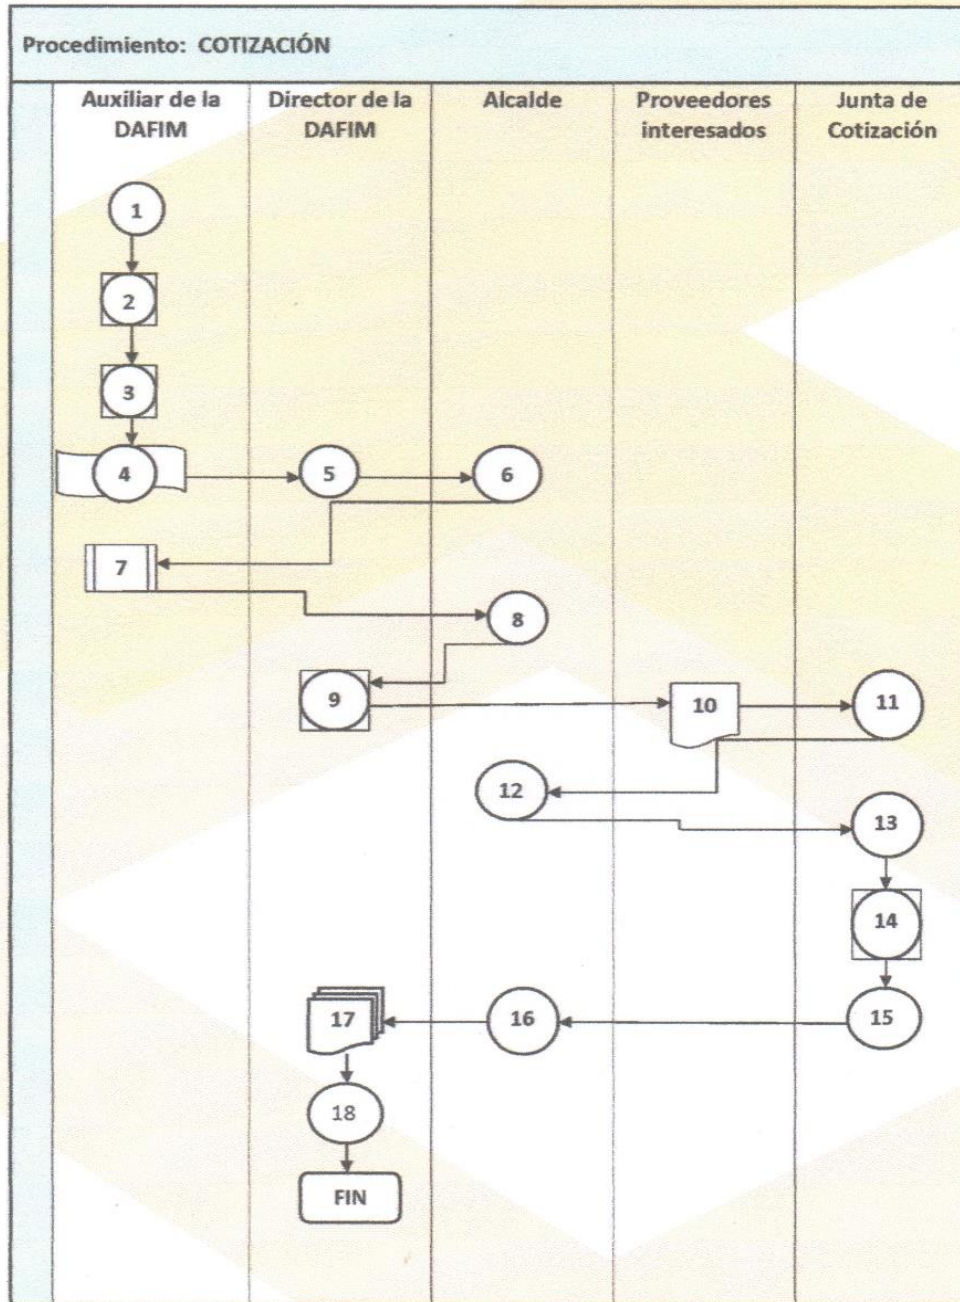 Procedimiento: COTIZACIÓN
Auxiliar de la
DAFIM
Director de la
DAFIM
Alcalde
Proveedores
interesados
Junta de
Cotización
1
2
3
4
5
6
7
8
9
10
11
12
13
14
15
16
17
18
FIN